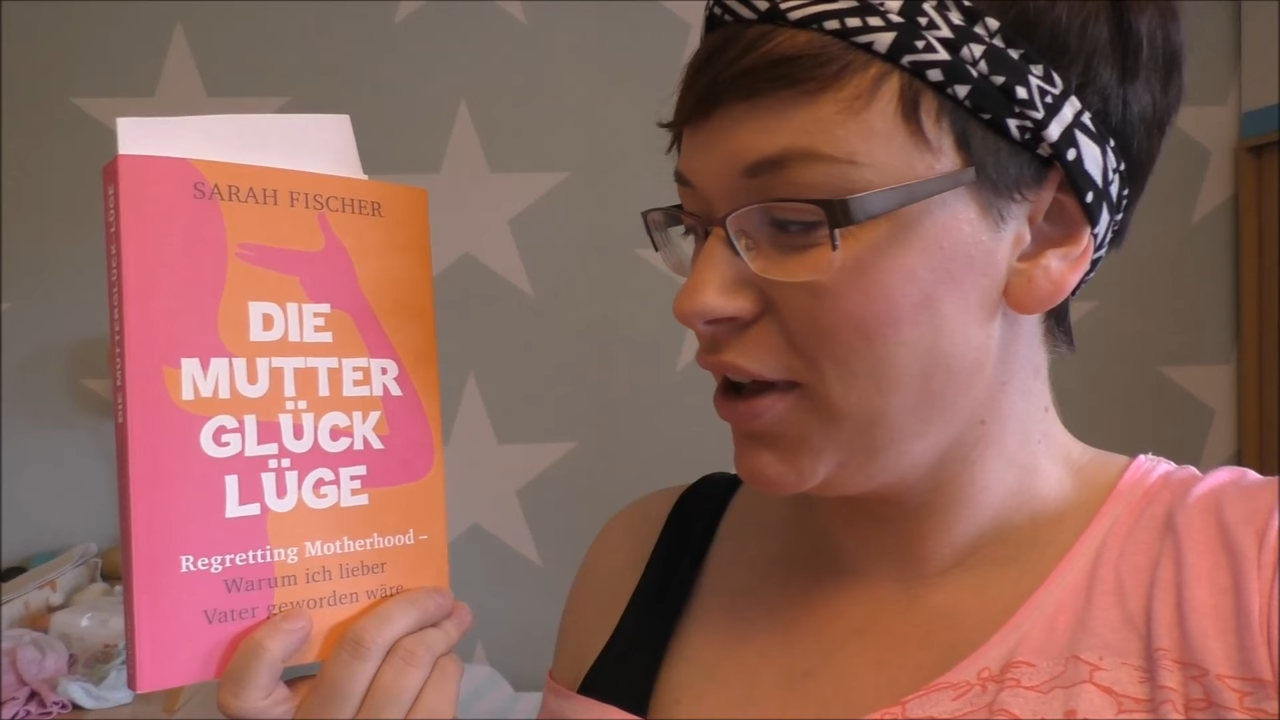 SARAH FISCHER
DIE
MUTTER
GLÜCK
LÜGE
Regretting Motherhood –
Warum ich lieber
Vater geworden wäre
DIE MUTTERGLÜCK LÜGE